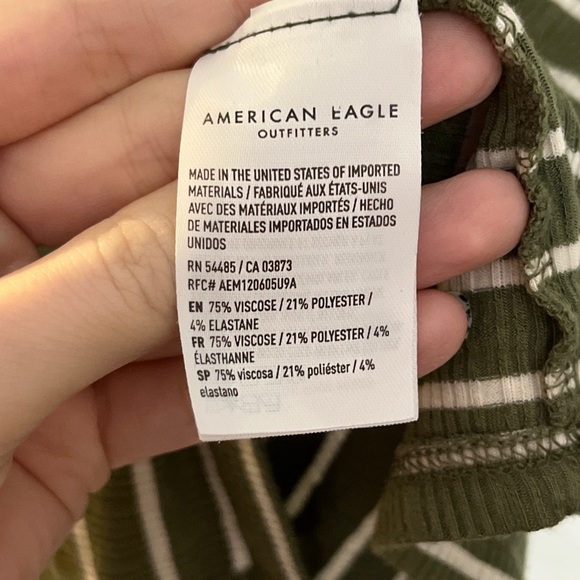 AMERICAN EAGLE
OUTFITTERS
MADE IN THE UNITED STATES OF IMPORTED
MATERIALS / FABRIQUÉ AUX ÉTATS-UNIS
AVEC DES MATÉRIAUX IMPORTÉS / HECHO
DE MATERIALES IMPORTADOS EN ESTADOS
UNIDOS
RN 54485 / CA 03873
RFC# AEM120605U9A
EN 75% VISCOSE / 21% POLYESTER /
4% ELASTANE
FR 75% VISCOSE / 21% POLYESTER / 4%
ÉLASTHANNE
SP 75% viscosa / 21% poliéster / 4%
elastano